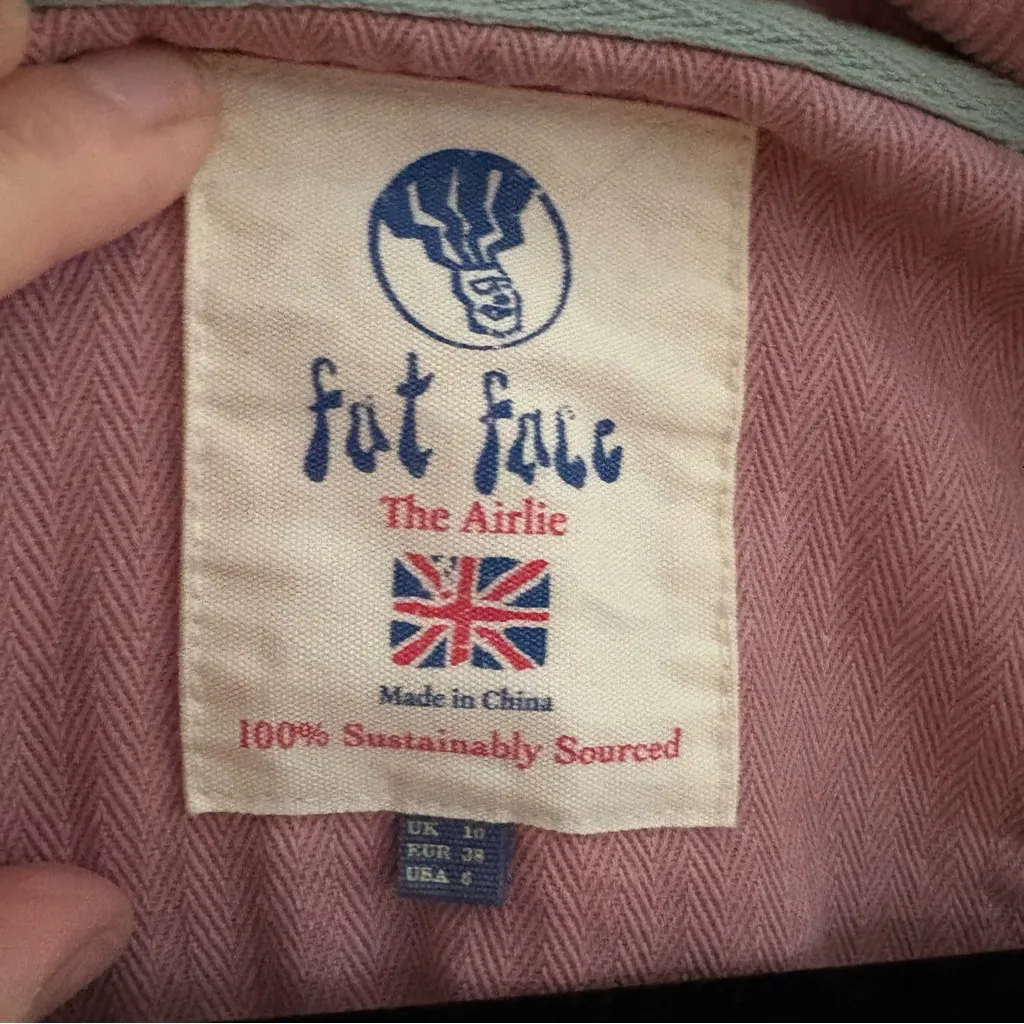 fat face
The Airlie
Made in China
100% Sustainably Sourced
UK 10
EUR 38
USA 6